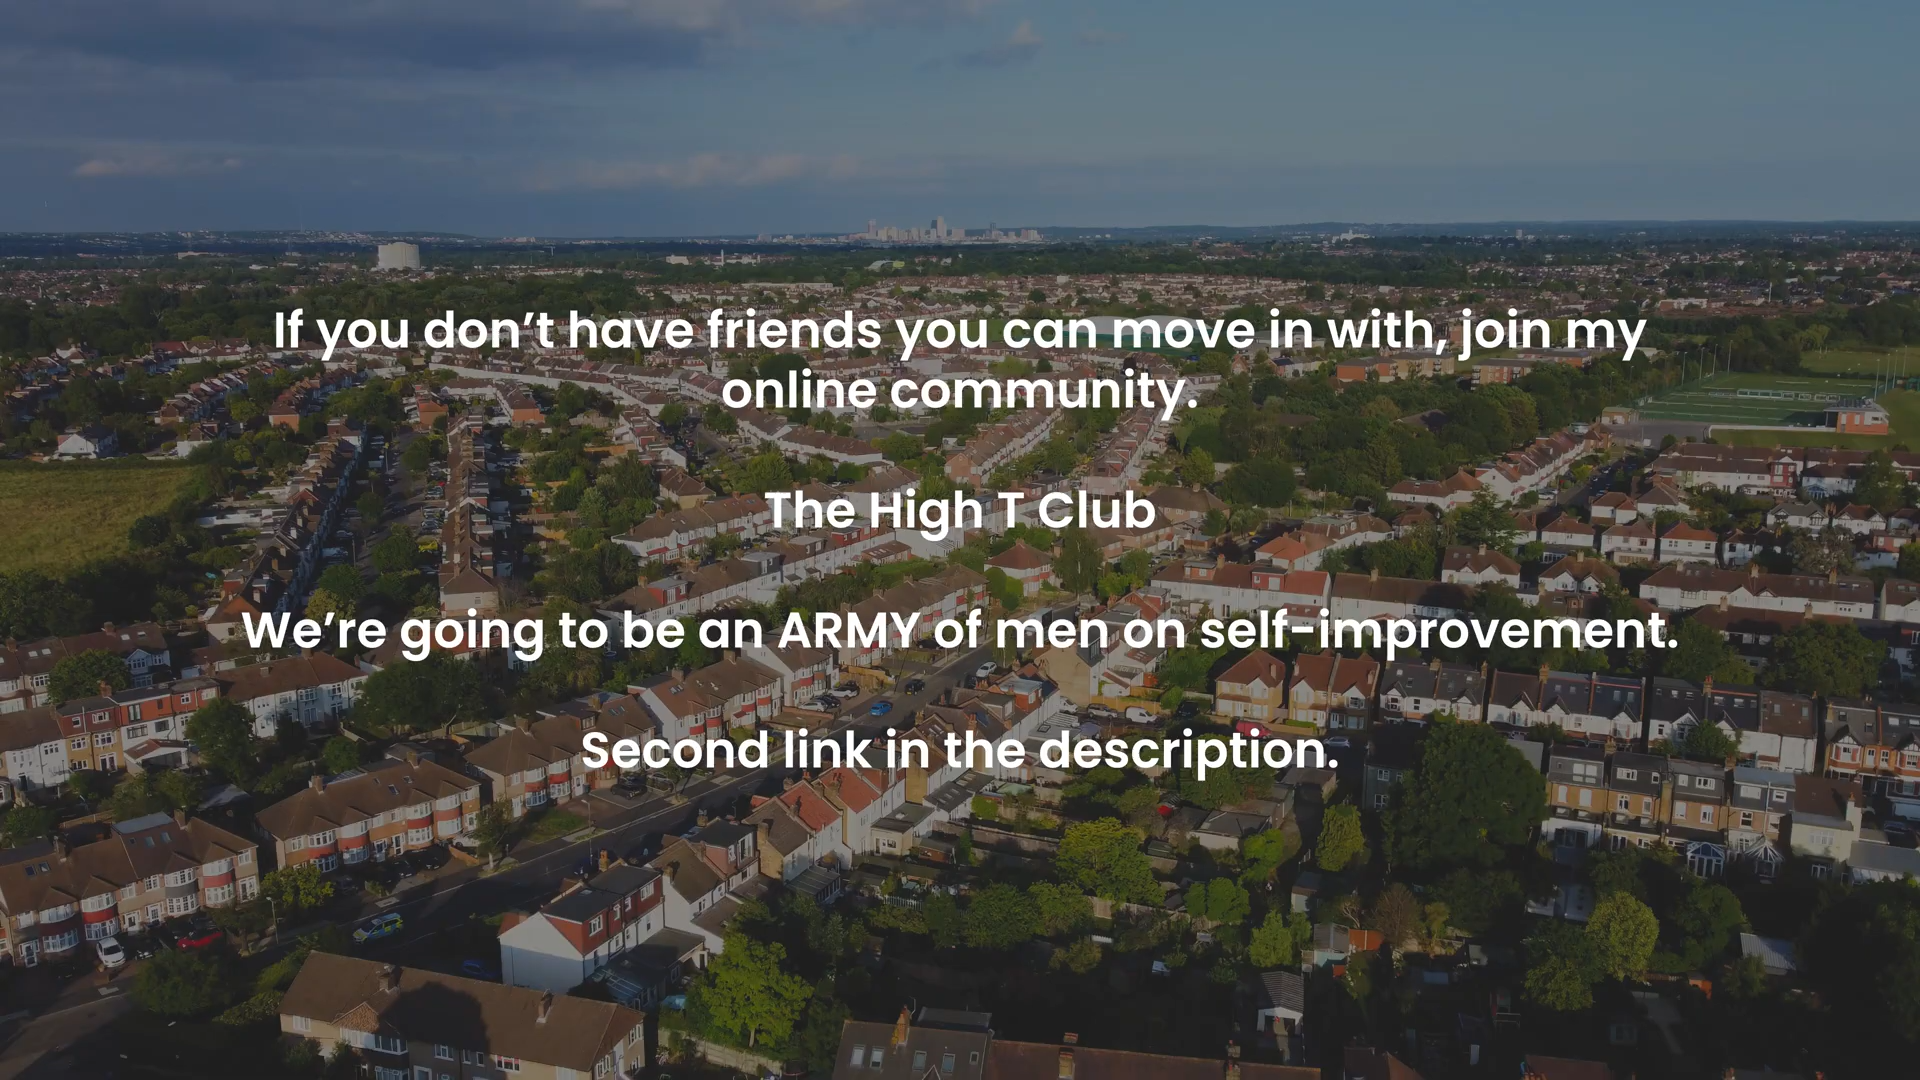 If you don’t have friends you can move in with, join my
online community.
The High T Club
We’re going to be an ARMY of men on self-improvement.
Second link in the description.